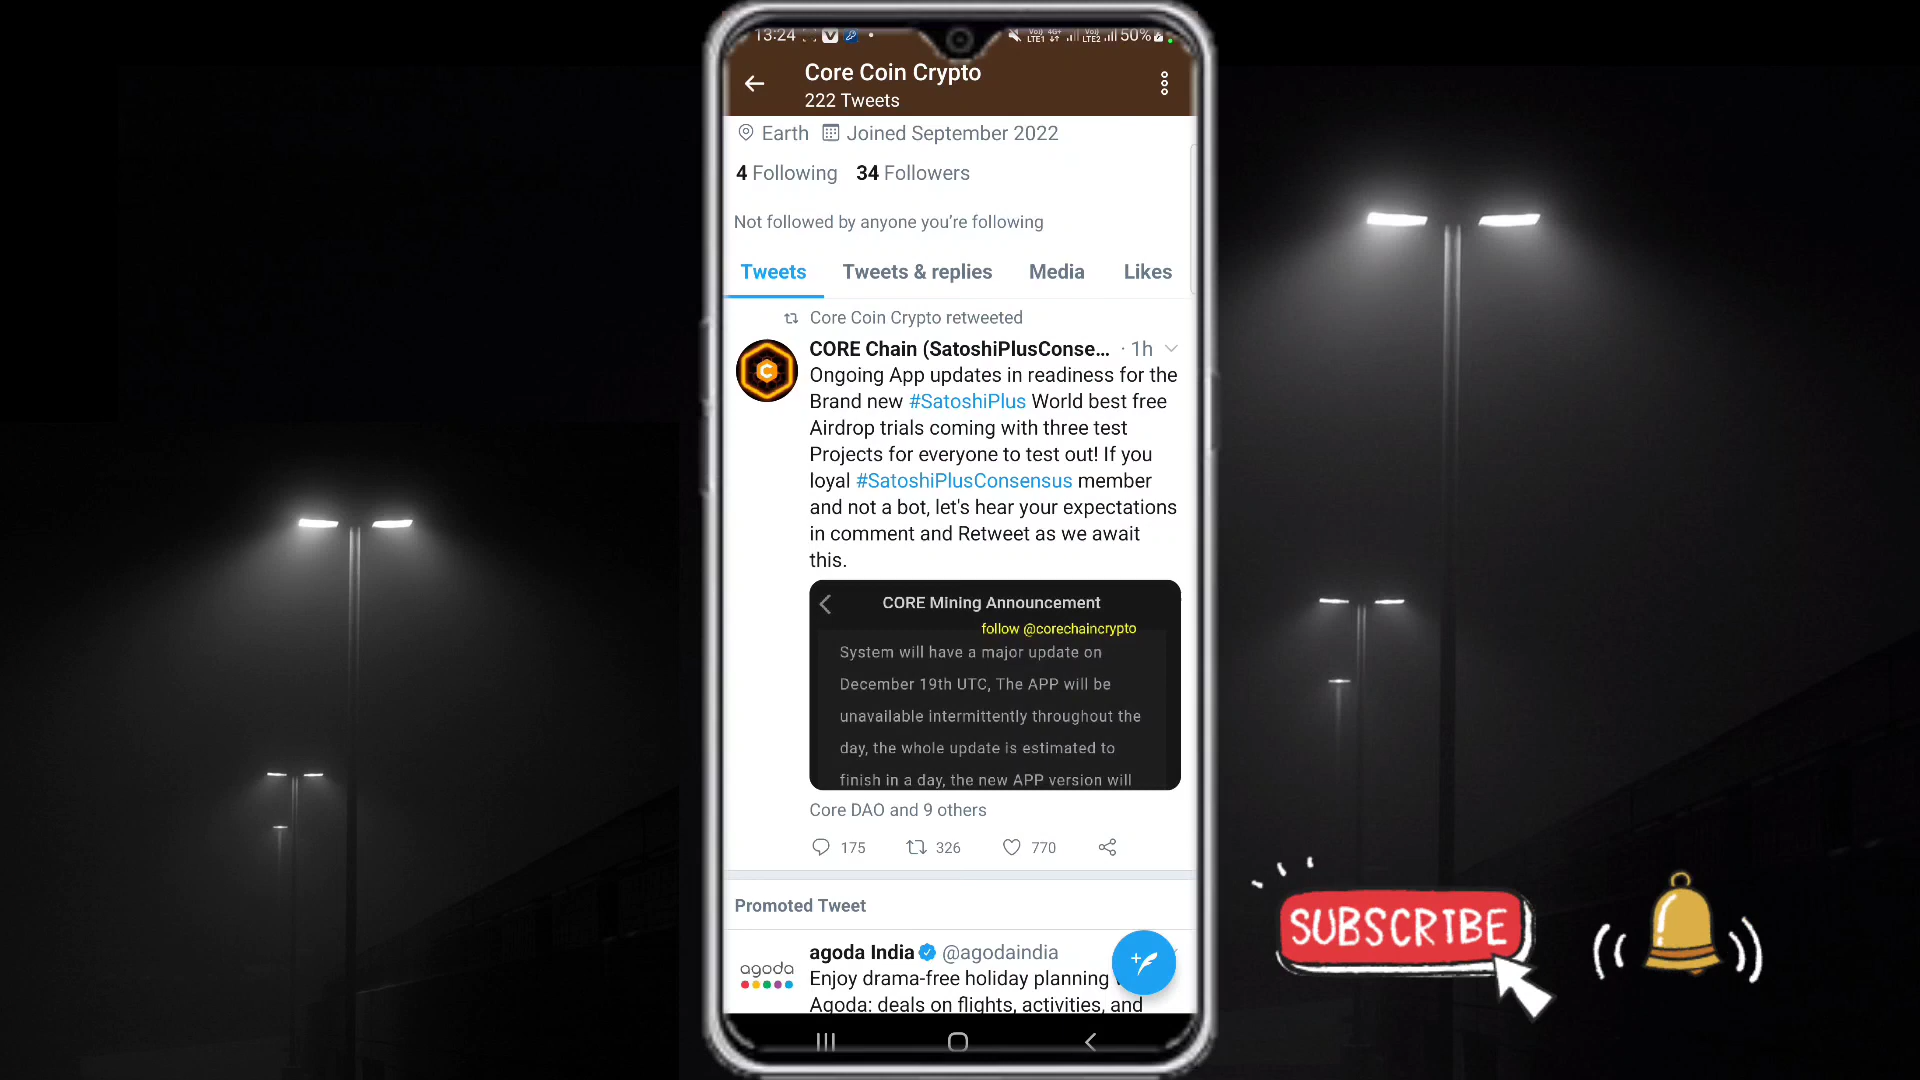 13:24
Vo) 4G+ Vo)
LTE1 LTE2 50%
Core Coin Crypto
222 Tweets
Earth Joined September 2022
4 Following 34 Followers
Not followed by anyone you’re following
Tweets Tweets & replies Media Likes
Core Coin Crypto retweeted
CORE Chain (SatoshiPlusConse... · 1h
Ongoing App updates in readiness for the
Brand new #SatoshiPlus World best free
Airdrop trials coming with three test
Projects for everyone to test out! If you
loyal #SatoshiPlusConsensus member
and not a bot, let's hear your expectations
in comment and Retweet as we await
this.
CORE Mining Announcement
follow @corechaincrypto
System will have a major update on
December 19th UTC, The APP will be
unavailable intermittently throughout the
day, the whole update is estimated to
finish in a day, the new APP version will
Core DAO and 9 others
175 326 770
Promoted Tweet
agoda India @agodaindia
agoda
Enjoy drama-free holiday planning
Agoda: deals on flights, activities, and
SUBSCRIBE